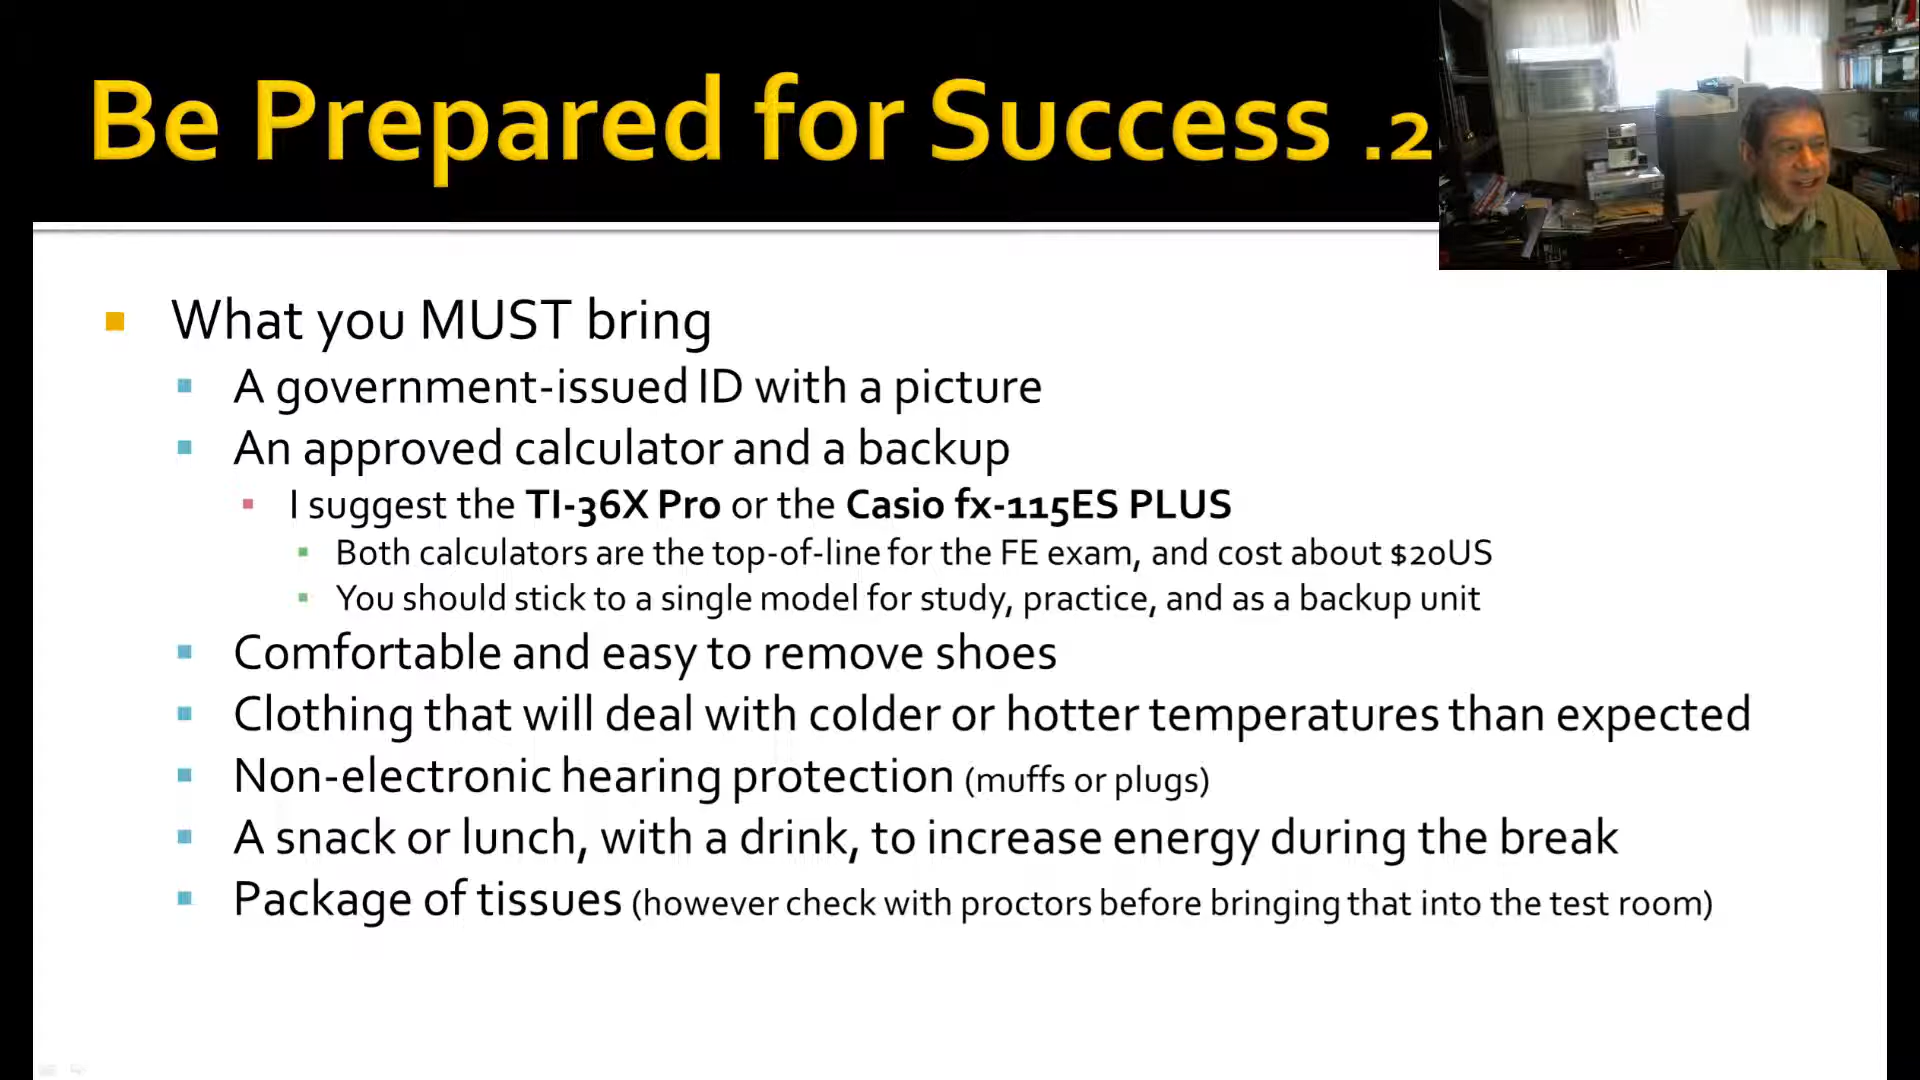 Be Prepared for Success .2
What you MUST bring
A government-issued ID with a picture
An approved calculator and a backup
I suggest the TI-36X Pro or the Casio fx-115ES PLUS
Both calculators are the top-of-line for the FE exam, and cost about $20US
You should stick to a single model for study, practice, and as a backup unit
Comfortable and easy to remove shoes
Clothing that will deal with colder or hotter temperatures than expected
Non-electronic hearing protection (muffs or plugs)
A snack or lunch, with a drink, to increase energy during the break
Package of tissues (however check with proctors before bringing that into the test room)